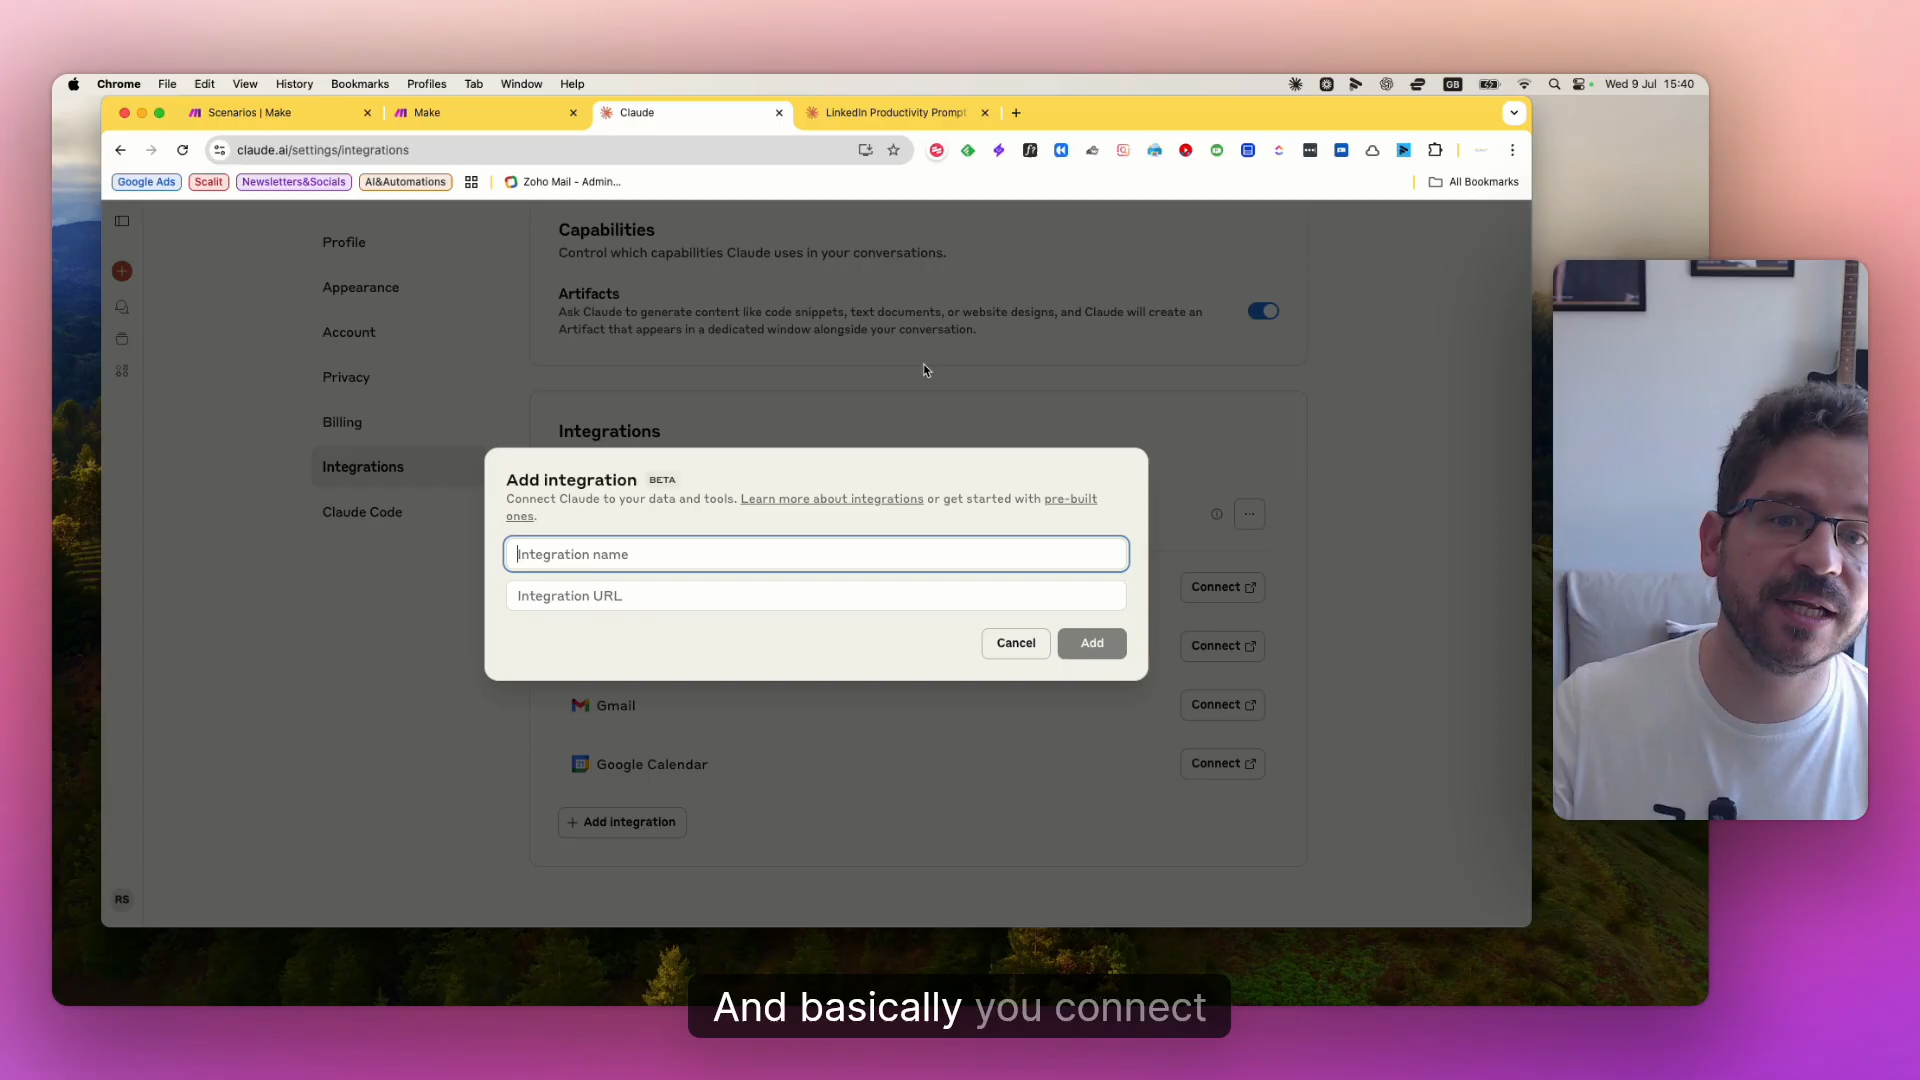 Chrome File Edit View History Bookmarks Profiles Tab Window Help GB Wed 9 Jul 15:40
Scenarios | Make Make Claude LinkedIn Productivity Prompt
claude.ai/settings/integrations
Google Ads Scalit Newsletters&Socials AI&Automations Zoho Mail - Admin... All Bookmarks
Profile
Appearance
Account
Privacy
Billing
Integrations
Claude Code
Capabilities
Control which capabilities Claude uses in your conversations.
Artifacts
Ask Claude to generate content like code snippets, text documents, or website designs, and Claude will create an
Artifact that appears in a dedicated window alongside your conversation.
Integrations
Add integration BETA
Connect Claude to your data and tools. Learn more about integrations or get started with pre-built
ones.
Integration name
Integration URL
Cancel Add
Connect
Connect
Gmail Connect
Google Calendar Connect
+ Add integration
RS
And basically you connect